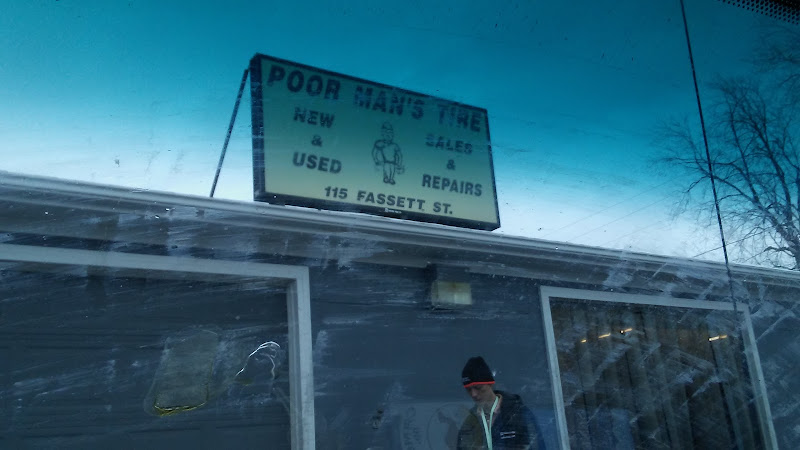 POOR MAN'S TIRE
NEW
&
USED
SALES
&
REPAIRS
115 FASSETT ST.